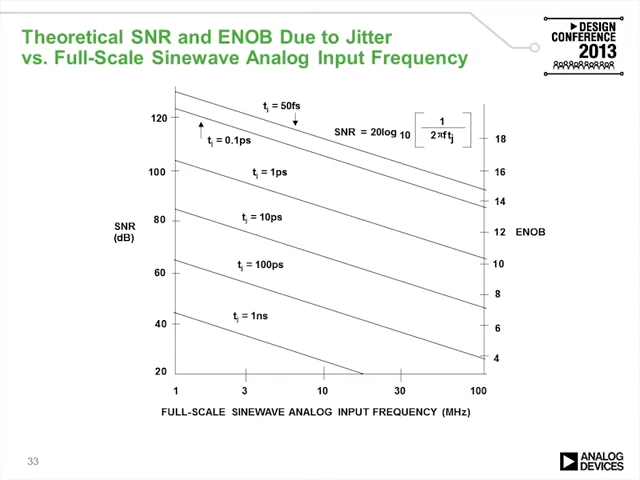 Theoretical SNR and ENOB Due to Jitter
vs. Full-Scale Sinewave Analog Input Frequency
DESIGN
CONFERENCE
2013
tj = 50fs
SNR = 20log 10 [ 1 / 2πftj ]
tj = 0.1ps
tj = 1ps
tj = 10ps
tj = 100ps
tj = 1ns
SNR
(dB)
120
100
80
60
40
20
18
16
14
12 ENOB
10
8
6
4
1 3 10 30 100
FULL-SCALE SINEWAVE ANALOG INPUT FREQUENCY (MHz)
33
ANALOG
DEVICES